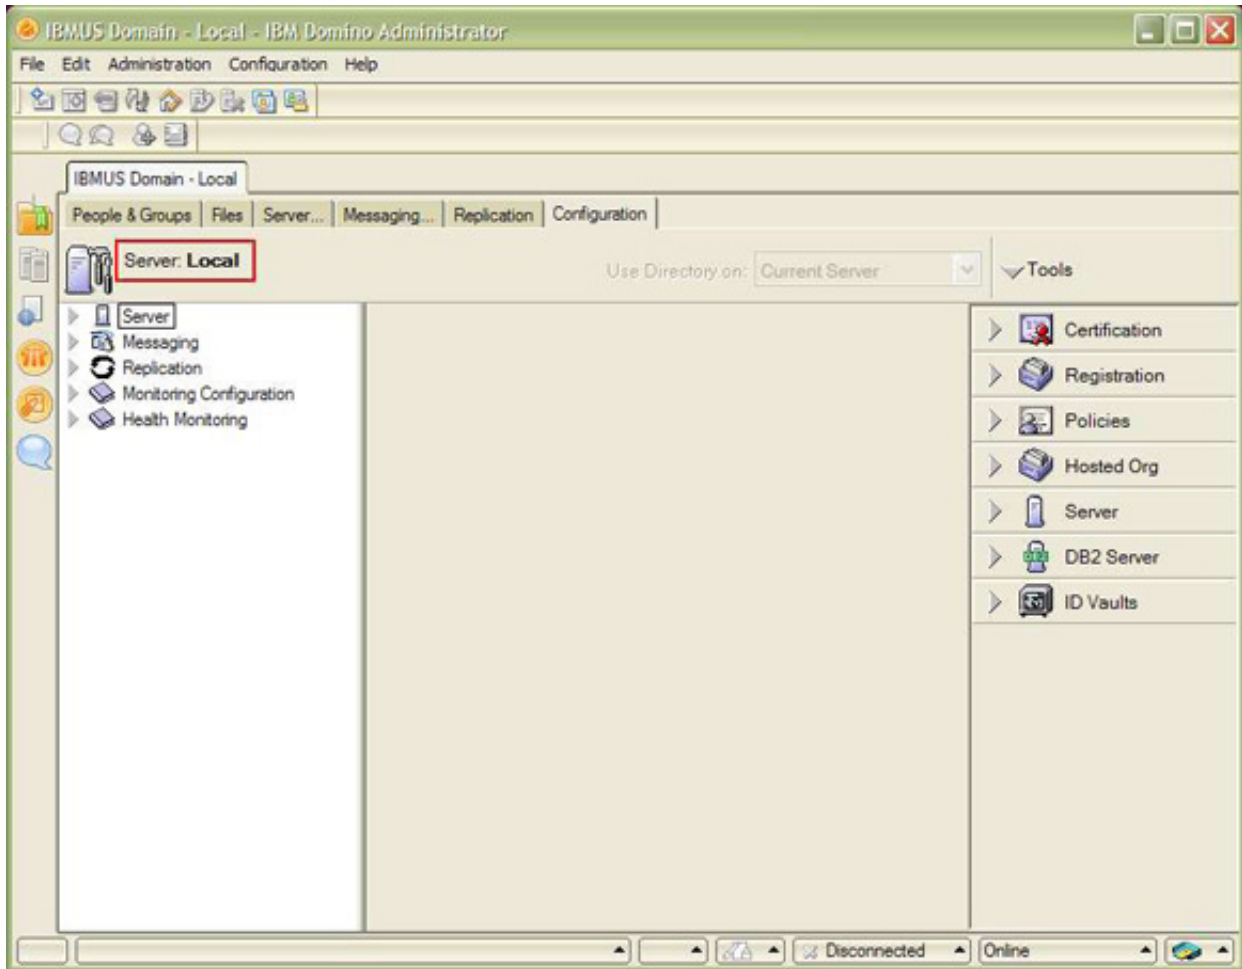 IBMUS Domain - Local - IBM Domino Administrator
File Edit Administration Configuration Help
IBMUS Domain - Local
People & Groups Files Server... Messaging... Replication Configuration
Server: Local
Use Directory on: Current Server
Tools
Server
Messaging
Replication
Monitoring Configuration
Health Monitoring
Certification
Registration
Policies
Hosted Org
Server
DB2 Server
ID Vaults
Disconnected
Online